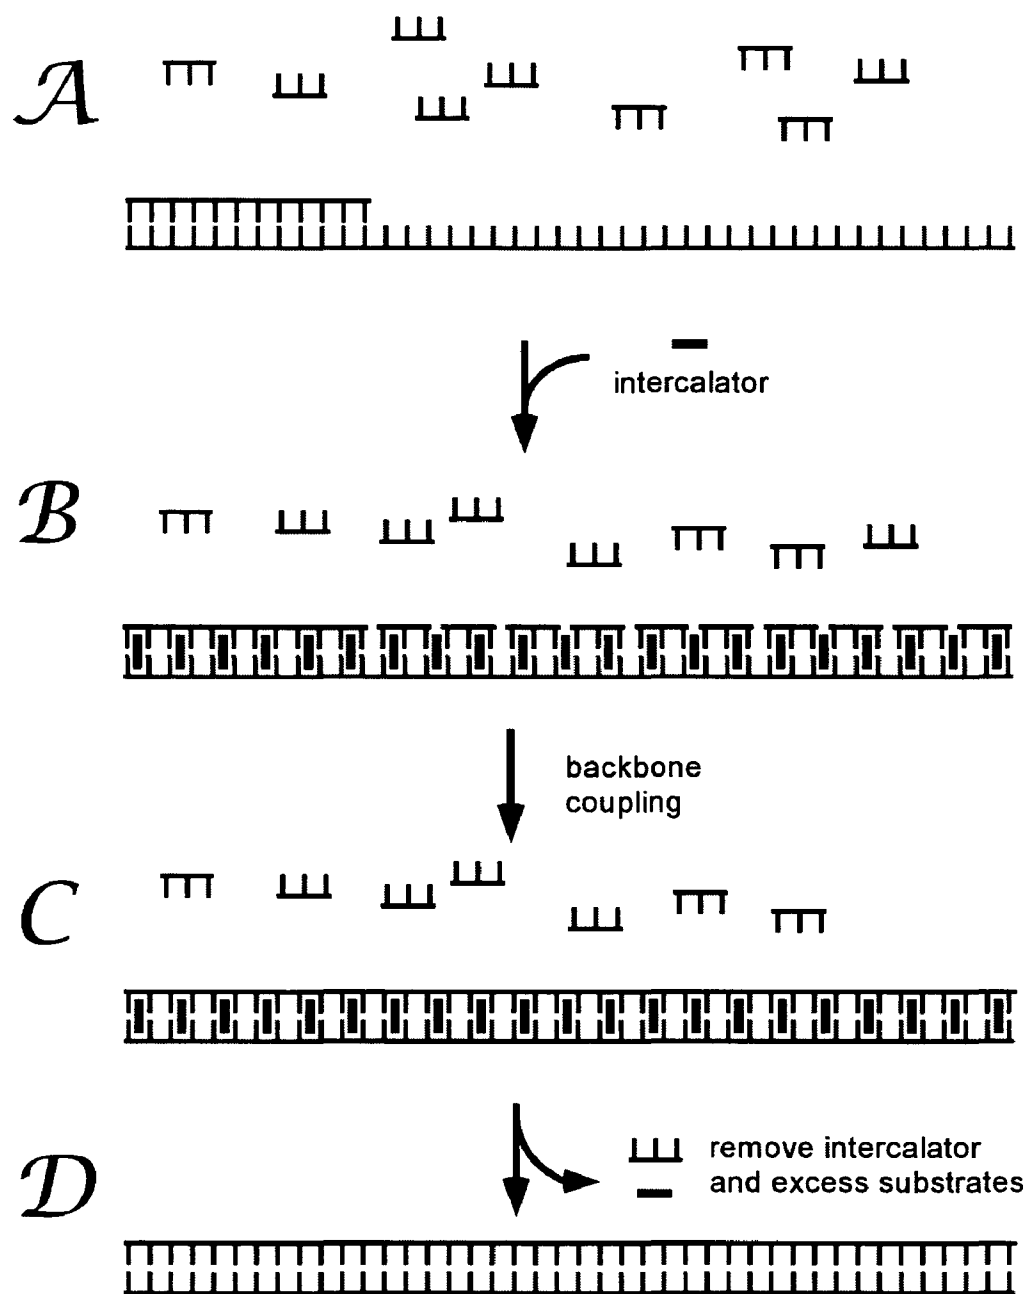 A
intercalator
B
backbone
coupling
C
remove intercalator
and excess substrates
D